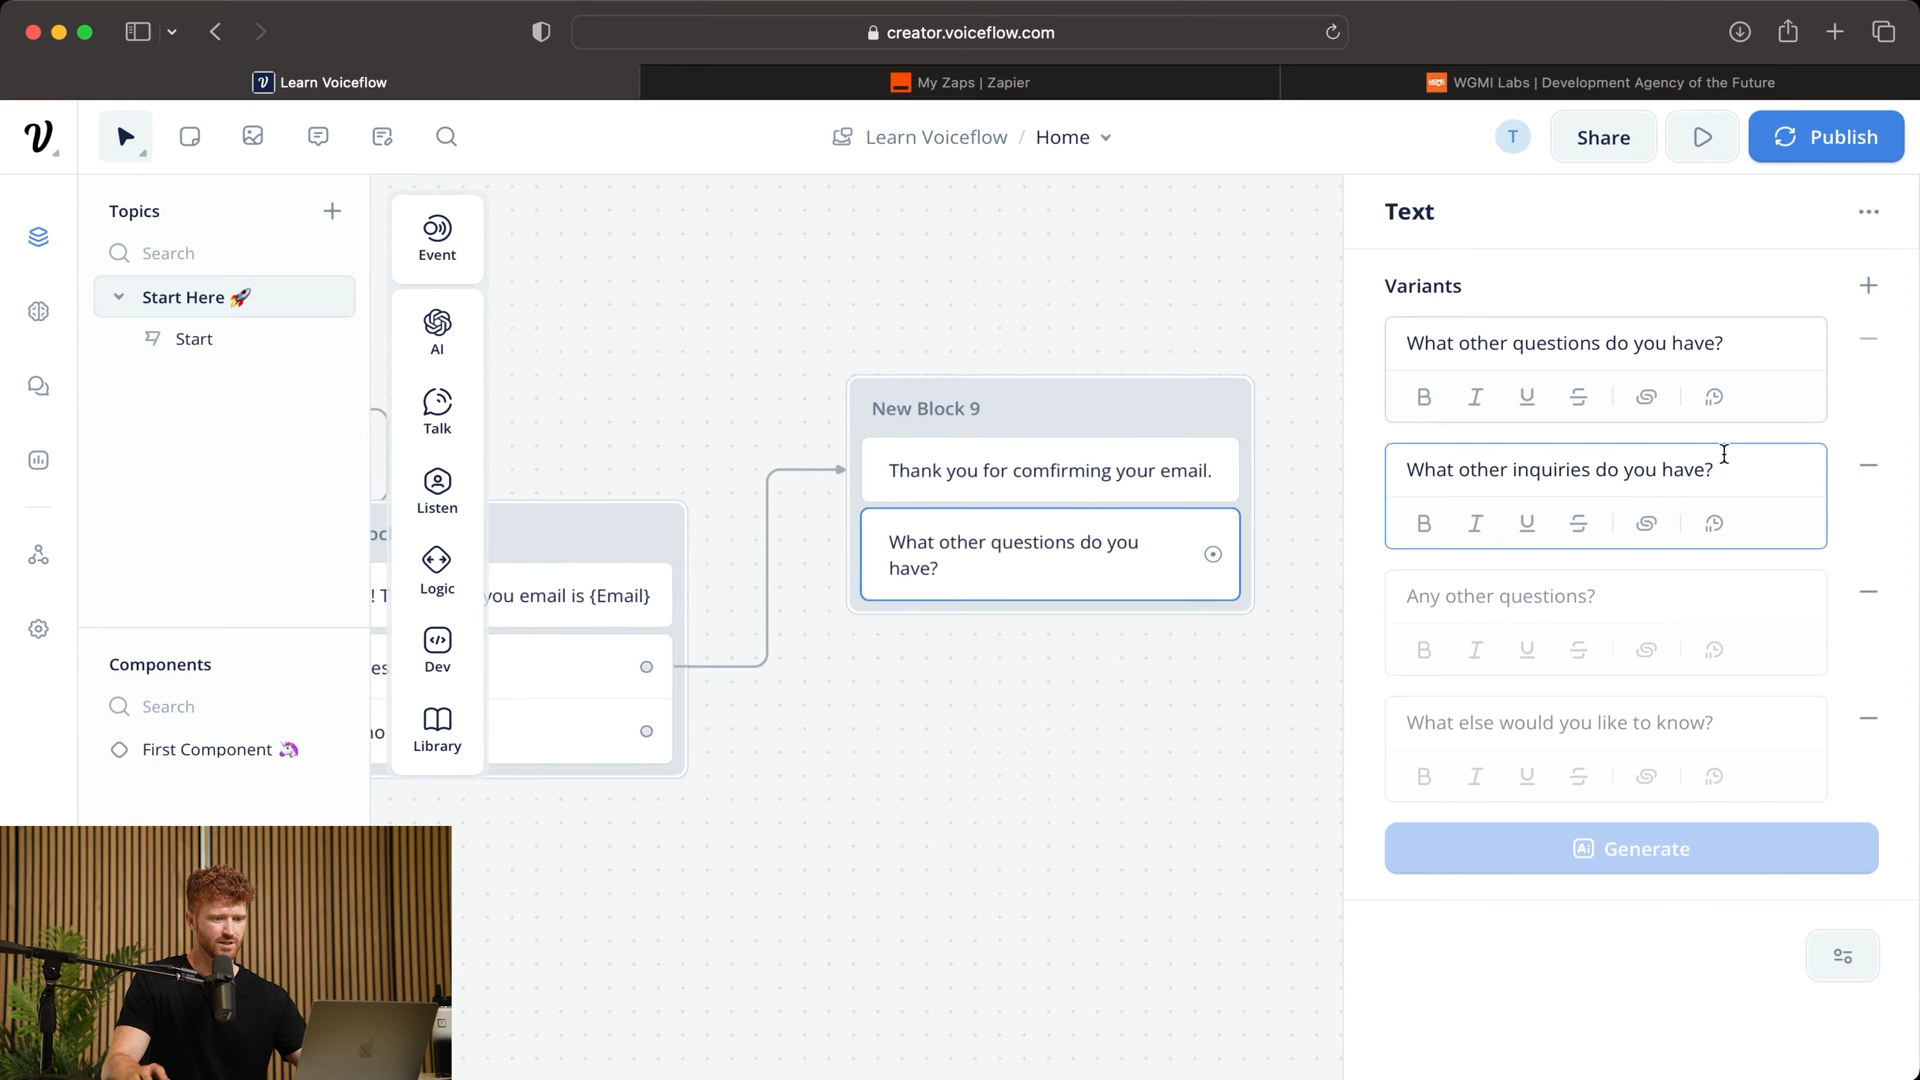 creator.voiceflow.com
Learn Voiceflow
My Zaps | Zapier
WGMI Labs | Development Agency of the Future
Learn Voiceflow / Home
T
Share
Publish
Topics
Search
Start Here 🚀
Start
Components
Search
First Component 🦄
Event
AI
Talk
Listen
Logic
Dev
Library
you email is {Email}
New Block 9
Thank you for comfirming your email.
What other questions do you
have?
Text
Variants
What other questions do you have?
B I U S
What other inquiries do you have?
B I U S
Any other questions?
B I U S
What else would you like to know?
B I U S
Ai Generate